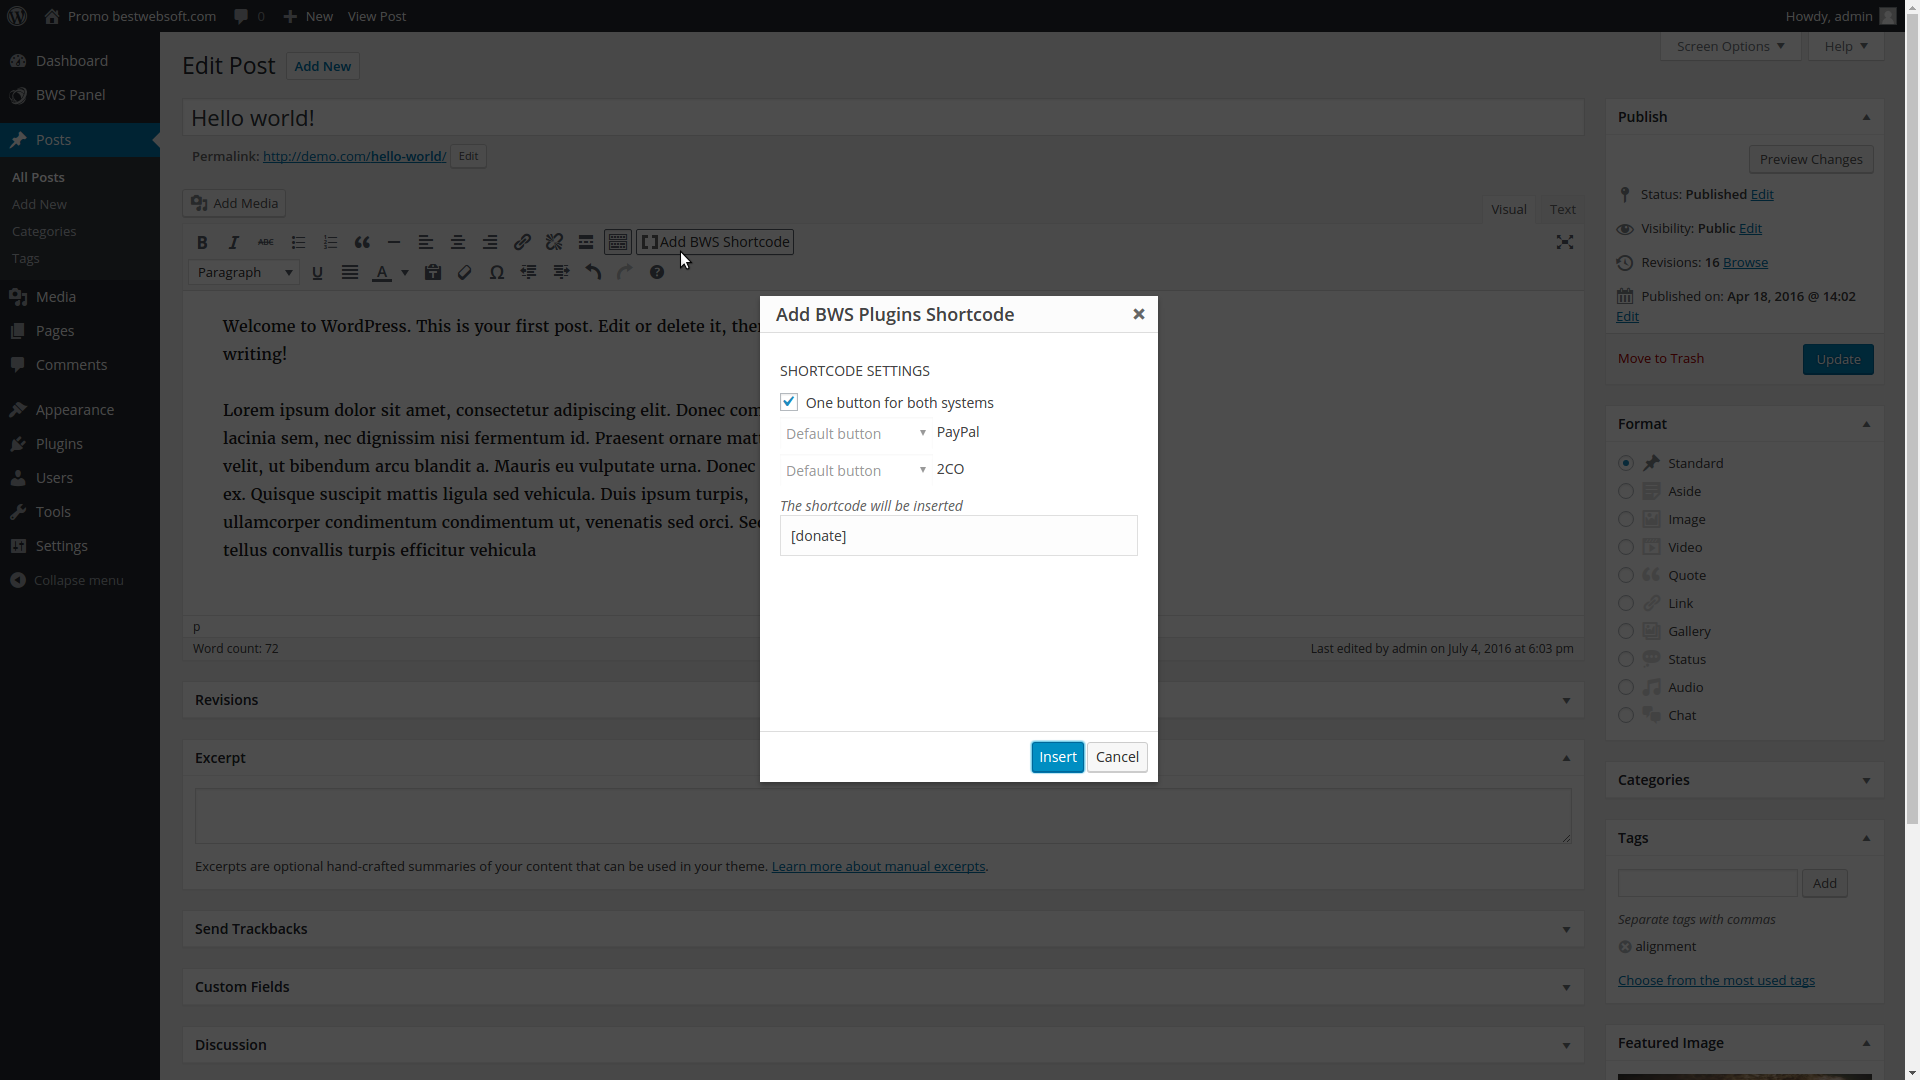 Promo bestwebsoft.com 0 New View Post Howdy, admin
Dashboard
BWS Panel
Posts
All Posts
Add New
Categories
Tags
Media
Pages
Comments
Appearance
Plugins
Users
Tools
Settings
Collapse menu
Screen Options Help
Edit Post Add New
Hello world!
Permalink: http://demo.com/hello-world/ Edit
Add Media
Visual Text
B I ABC Add BWS Shortcode
Paragraph U A
Welcome to WordPress. This is your first post. Edit or delete it,
writing!
Lorem ipsum dolor sit amet, consectetur adipiscing elit. Donec
lacinia sem, nec dignissim nisi fermentum id. Praesent ornare
velit, ut bibendum arcu blandit a. Mauris eu vulputate urna. Donec
ex. Quisque suscipit mattis ligula sed vehicula. Duis ipsum turpis,
ullamcorper condimentum condimentum ut, venenatis sed orci.
tellus convallis turpis efficitur vehicula
p
Word count: 72
Last edited by admin on July 4, 2016 at 6:03 pm
Add BWS Plugins Shortcode
SHORTCODE SETTINGS
One button for both systems
Default button PayPal
Default button 2CO
The shortcode will be inserted
[donate]
Insert Cancel
Revisions
Excerpt
Excerpts are optional hand-crafted summaries of your content that can be used in your theme. Learn more about manual excerpts.
Send Trackbacks
Custom Fields
Discussion
Publish
Preview Changes
Status: Published Edit
Visibility: Public Edit
Revisions: 16 Browse
Published on: Apr 18, 2016 @ 14:02
Edit
Move to Trash Update
Format
Standard
Aside
Image
Video
Quote
Link
Gallery
Status
Audio
Chat
Categories
Tags
Add
Separate tags with commas
alignment
Choose from the most used tags
Featured Image